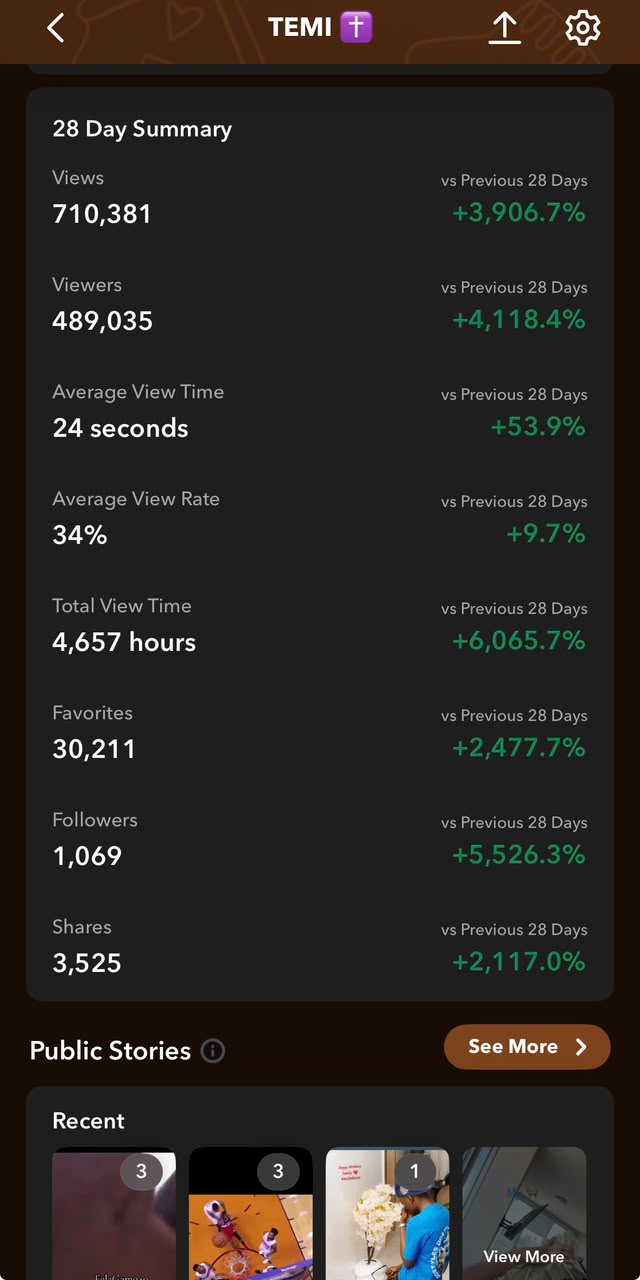 TEMI ✝️
28 Day Summary
Views
vs Previous 28 Days
710,381
+3,906.7%
Viewers
vs Previous 28 Days
489,035
+4,118.4%
Average View Time
vs Previous 28 Days
24 seconds
+53.9%
Average View Rate
vs Previous 28 Days
34%
+9.7%
Total View Time
vs Previous 28 Days
4,657 hours
+6,065.7%
Favorites
vs Previous 28 Days
30,211
+2,477.7%
Followers
vs Previous 28 Days
1,069
+5,526.3%
Shares
vs Previous 28 Days
3,525
+2,117.0%
Public Stories
See More
Recent
3
3
1
Happy Birthday
View More